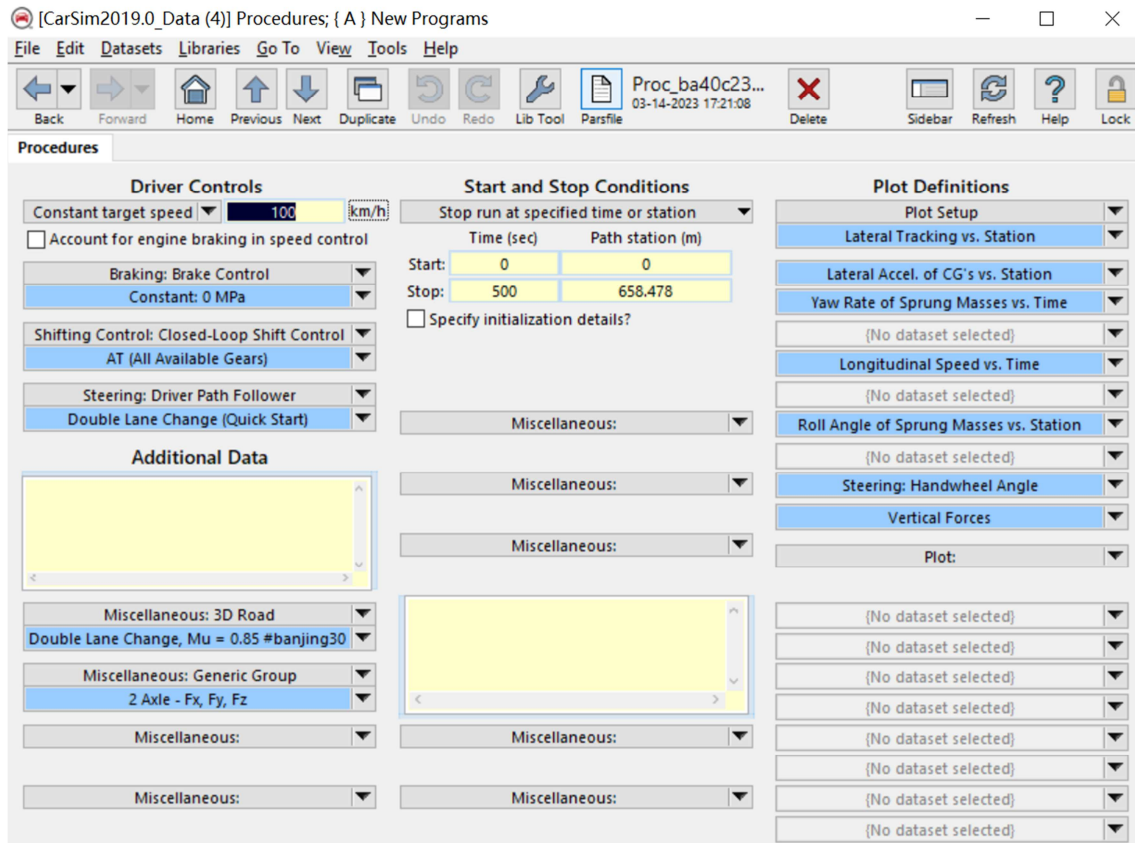 [CarSim2019.0_Data (4)] Procedures; { A } New Programs
File Edit Datasets Libraries Go To View Tools Help
Back Forward Home Previous Next Duplicate Undo Redo Lib Tool Parsfile
Proc_ba40c23...
03-14-2023 17:21:08
Delete Sidebar Refresh Help Lock
Procedures
Driver Controls
Constant target speed 100 km/h
Account for engine braking in speed control
Braking: Brake Control
Constant: 0 MPa
Shifting Control: Closed-Loop Shift Control
AT (All Available Gears)
Steering: Driver Path Follower
Double Lane Change (Quick Start)
Additional Data
Miscellaneous: 3D Road
Double Lane Change, Mu = 0.85 #banjing30
Miscellaneous: Generic Group
2 Axle - Fx, Fy, Fz
Miscellaneous:
Miscellaneous:
Start and Stop Conditions
Stop run at specified time or station
Time (sec) Path station (m)
Start: 0 0
Stop: 500 658.478
Specify initialization details?
Miscellaneous:
Miscellaneous:
Miscellaneous:
Miscellaneous:
Miscellaneous:
Plot Definitions
Plot Setup
Lateral Tracking vs. Station
Lateral Accel. of CG's vs. Station
Yaw Rate of Sprung Masses vs. Time
{No dataset selected}
Longitudinal Speed vs. Time
{No dataset selected}
Roll Angle of Sprung Masses vs. Station
{No dataset selected}
Steering: Handwheel Angle
Vertical Forces
Plot:
{No dataset selected}
{No dataset selected}
{No dataset selected}
{No dataset selected}
{No dataset selected}
{No dataset selected}
{No dataset selected}
{No dataset selected}